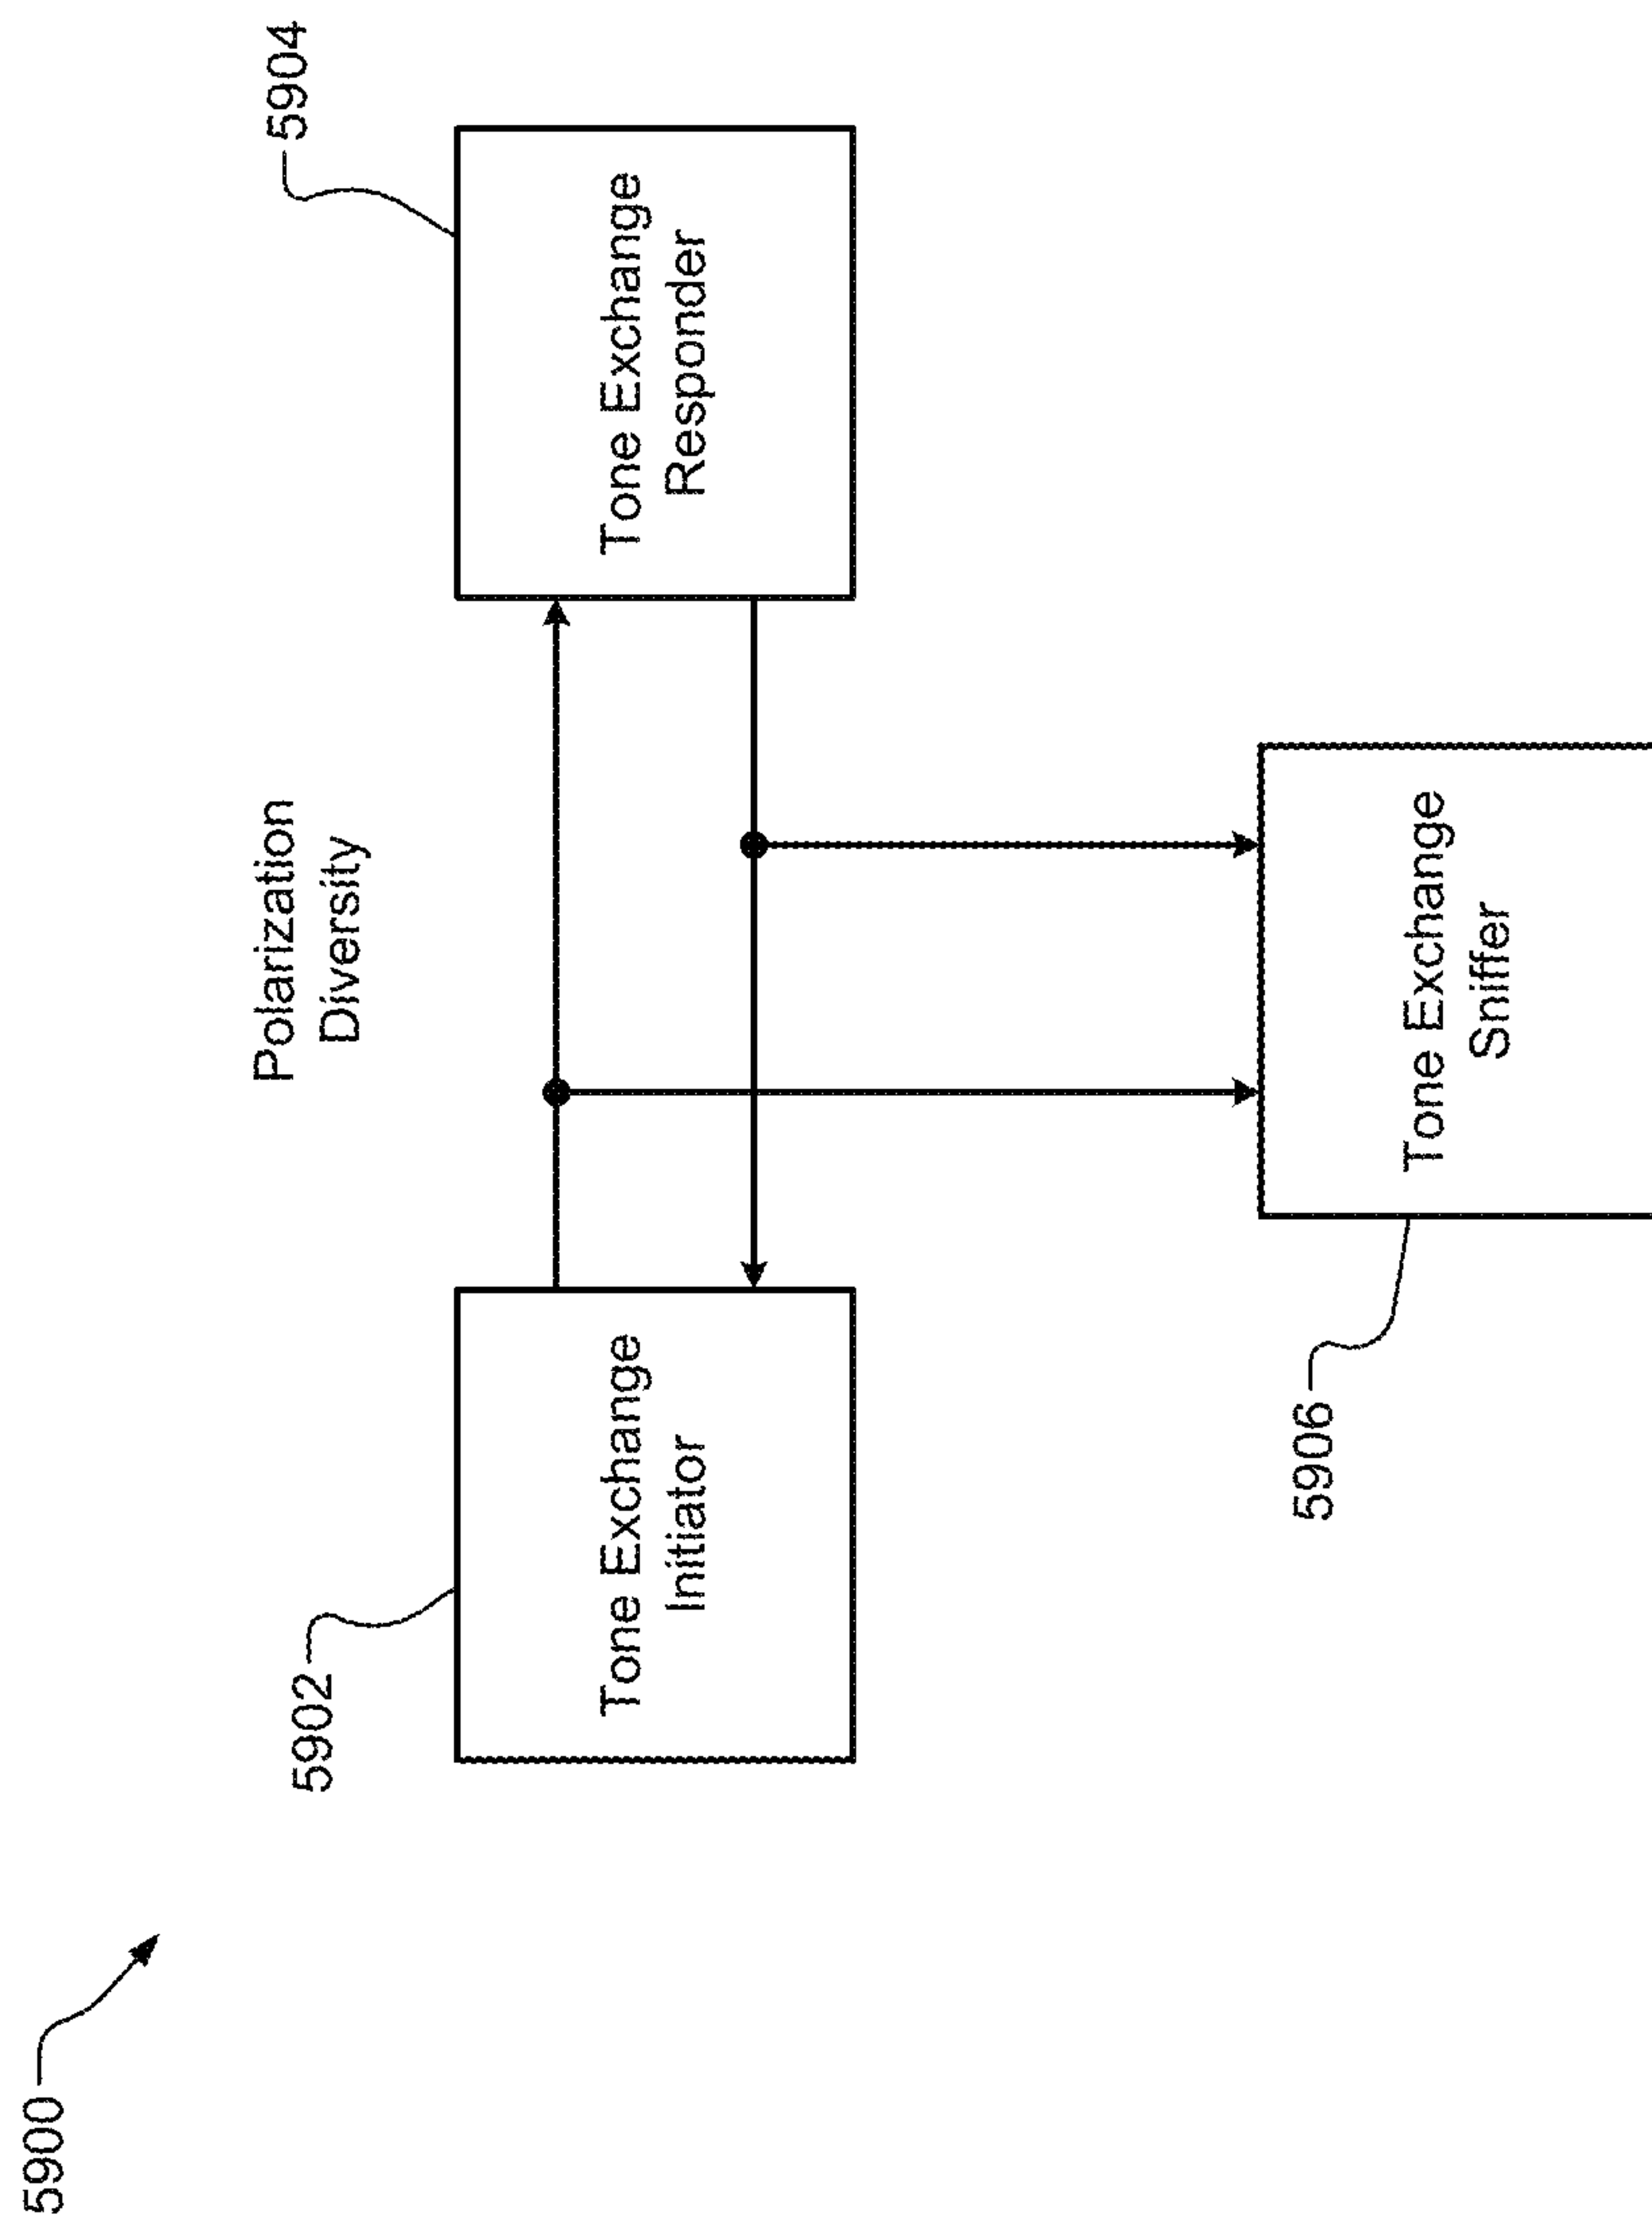 5900
Polarization
Diversity
5902
5904
Tone Exchange
Initiator
Tone Exchange
Responder
5906
Tone Exchange
Sniffer